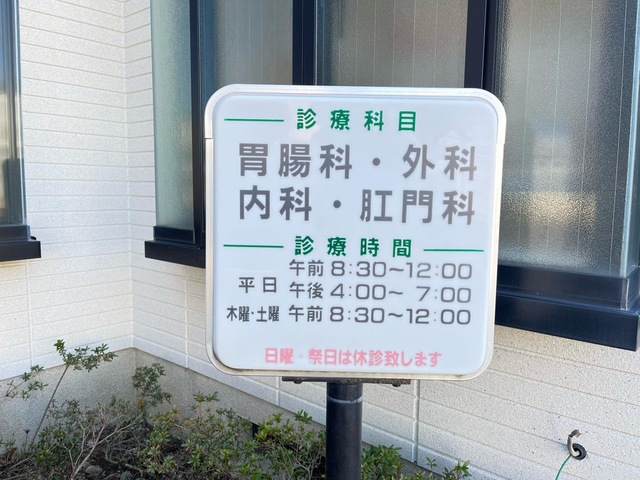 診療科目
胃腸科・外科
内科・肛門科
診療時間
平日 午前 8:30〜12:00
午後 4:00〜 7:00
木曜・土曜 午前 8:30〜12:00
日曜・祭日は休診致します